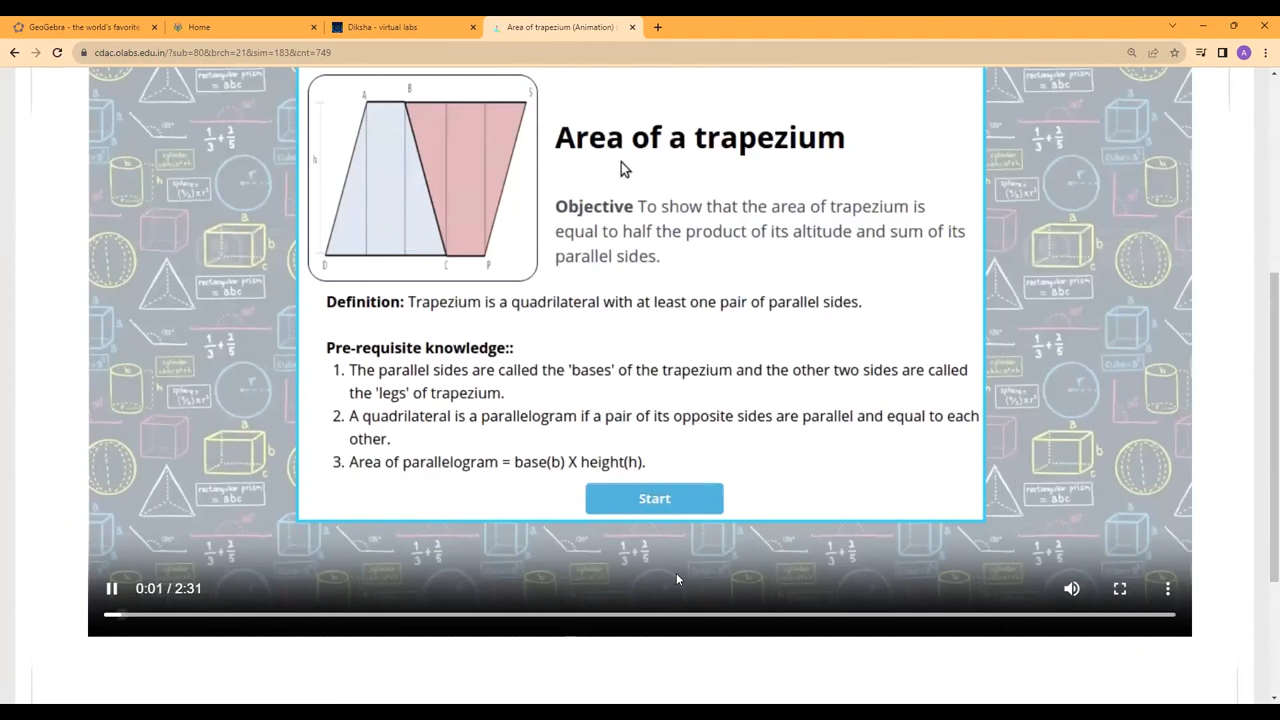 GeoGebra - the world's favorite,
Home
Diksha - virtual labs
Area of trapezium (Animation) :
cdac.olabs.edu.in/?sub=80&brch=21&sim=183&cnt=749
A
A B S
h
D C P
Area of a trapezium
Objective To show that the area of trapezium is
equal to half the product of its altitude and sum of its
parallel sides.
Definition: Trapezium is a quadrilateral with at least one pair of parallel sides.
Pre-requisite knowledge::
1. The parallel sides are called the 'bases' of the trapezium and the other two sides are called
the 'legs' of trapezium.
2. A quadrilateral is a parallelogram if a pair of its opposite sides are parallel and equal to each
other.
3. Area of parallelogram = base(b) X height(h).
Start
0:01 / 2:31